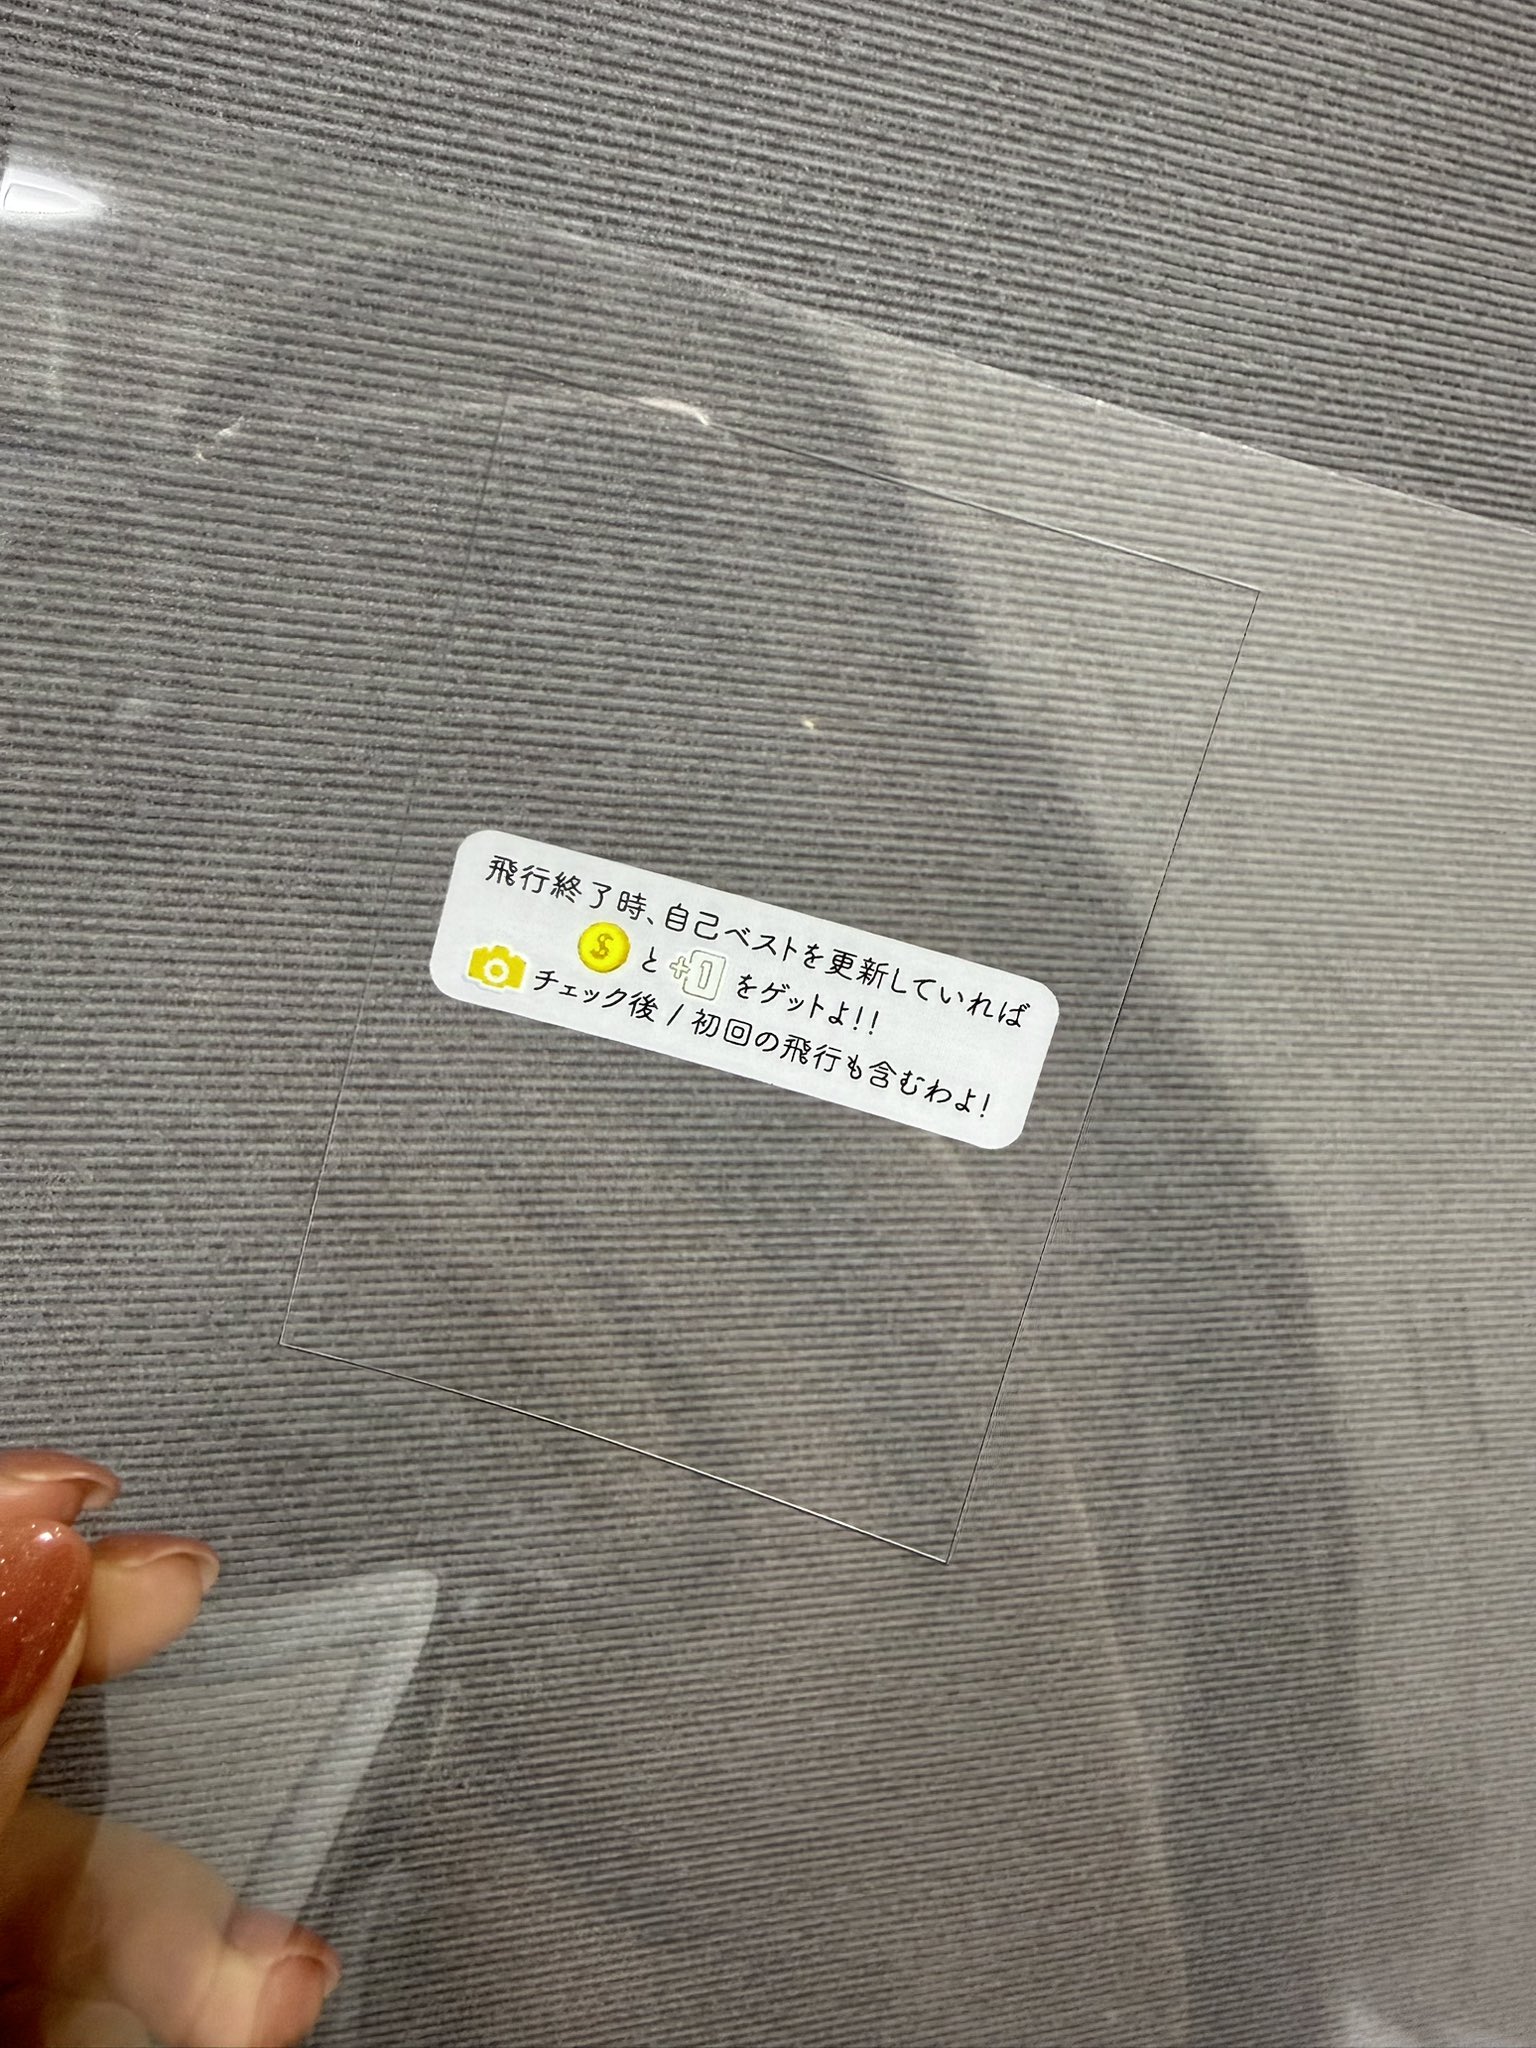 飛行終了時、自己ベストを更新していれば
$ と +1 をゲットよ!!
チェック後 / 初回の飛行も含むわよ!